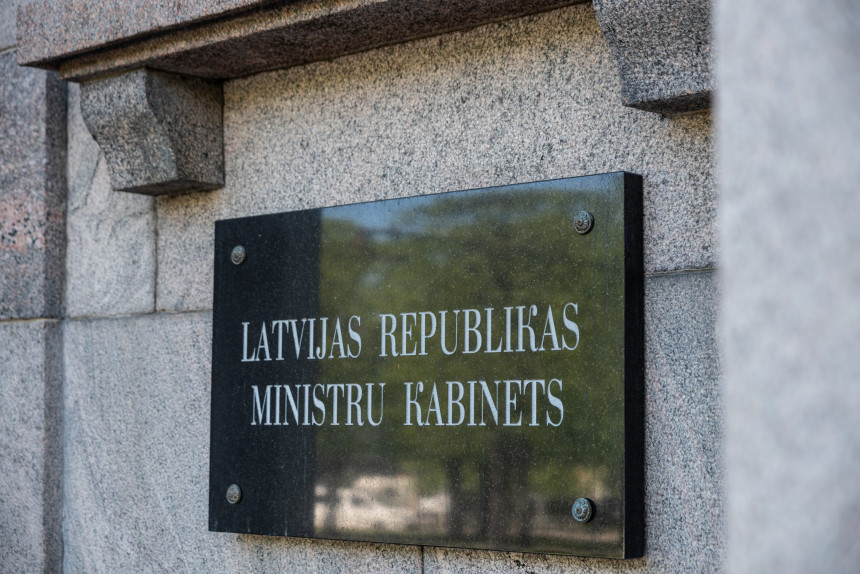 LATVIJAS REPUBLIKAS
MINISTRU KABINETS